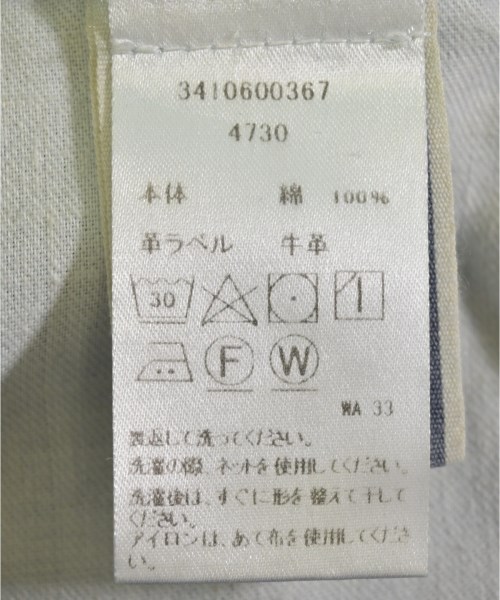 3410600367
4730
本体 綿 100%
革ラベル 牛革
30
F W
WA 33
裏返して洗ってください。
洗濯の際、ネットを使用してください。
洗濯後は、すぐに形を整えて干して
ください。
アイロンは、あて布を使用してくださ
い。